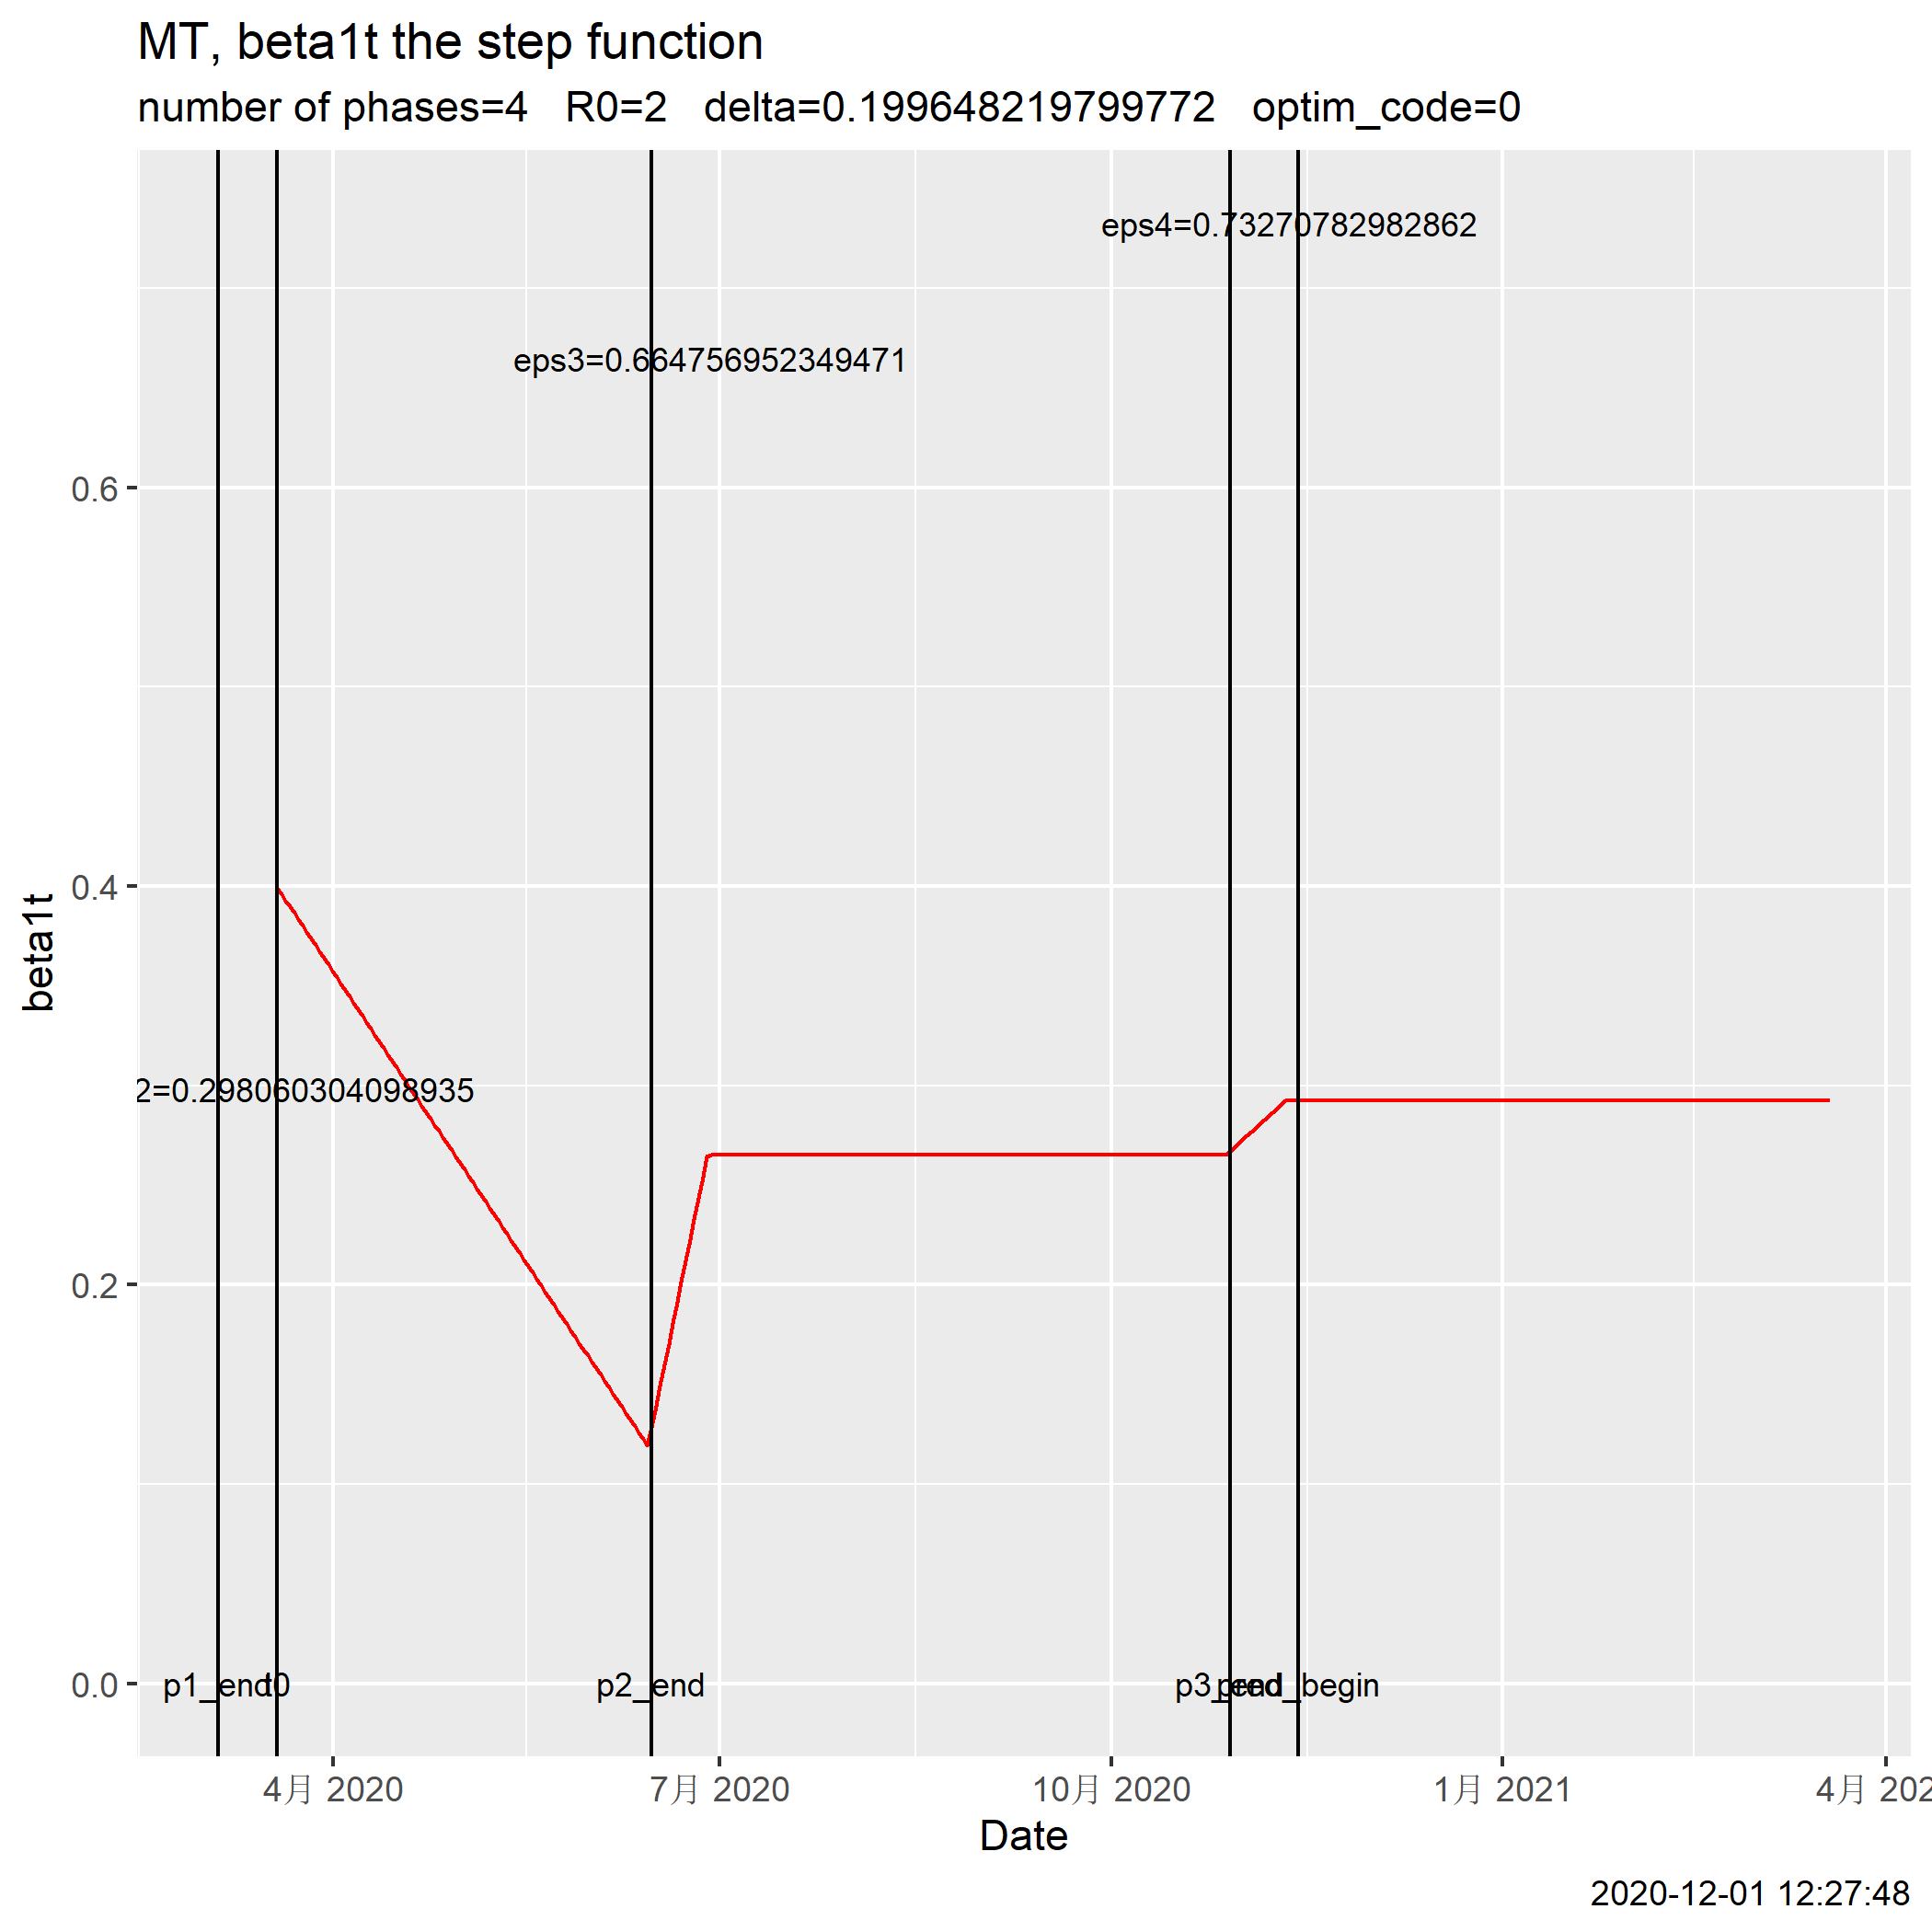 MT, beta1t the step function
number of phases=4   R0=2   delta=0.199648219799772   optim_code=0
eps4=0.73270782982862
eps3=0.664756952349471
0.6
0.4
2=0.298060304098935
0.2
0.0
beta1t
p1_end
t0
p2_end
p3_end
pred_begin
4月 2020
7月 2020
10月 2020
1月 2021
4月 202
Date
2020-12-01 12:27:48